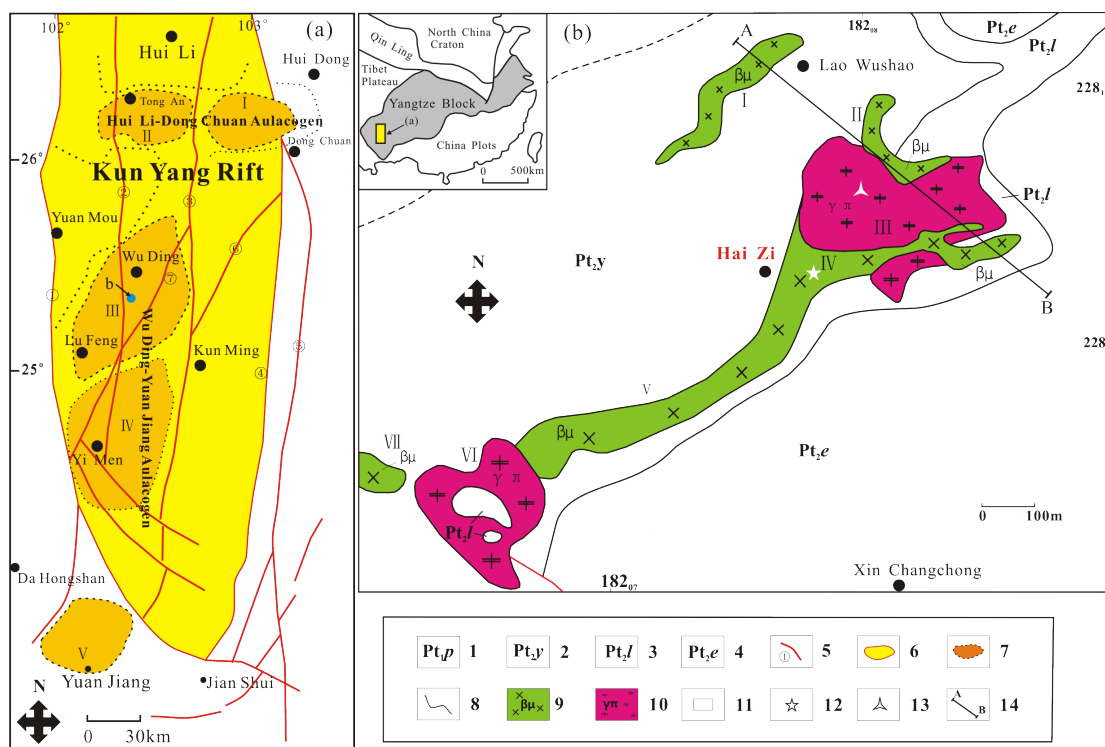 102°
103°
(a)
Hui Li
Hui Dong
Tong An
I
Hui Li-Dong Chuan Aulacogen
II
Dong Chuan
26°
Kun Yang Rift
②
③
Yuan Mou
⑥
Wu Ding
⑦
b
①
III
Lu Feng
Wu Ding-Yuan Jiang Aulacogen
Kun Ming
⑤
25°
④
IV
Yi Men
Da Hongshan
V
Yuan Jiang
Jian Shui
N
0 30km
North China
Craton
Qin Ling
Tibet
Plateau
Yangtze Block
(a)
China Plots
0 500km
(b)
182₀₈
Pt₂e
Pt₂l
Lao Wushao
228
βμ
I
II
βμ
Pt₂l
γ π
III
Hai Zi
Pt₂y
IV
βμ
N
B
228
V
Pt₂e
βμ
VII
βμ
VI
γ π
Pt₂l
0 100m
Xin Changchong
182₀₇
Pt₁p 1
Pt₂y 2
Pt₂l 3
Pt₂e 4
① 5
6
7
8
βμ 9
γπ 10
11
12
13
A B 14
A